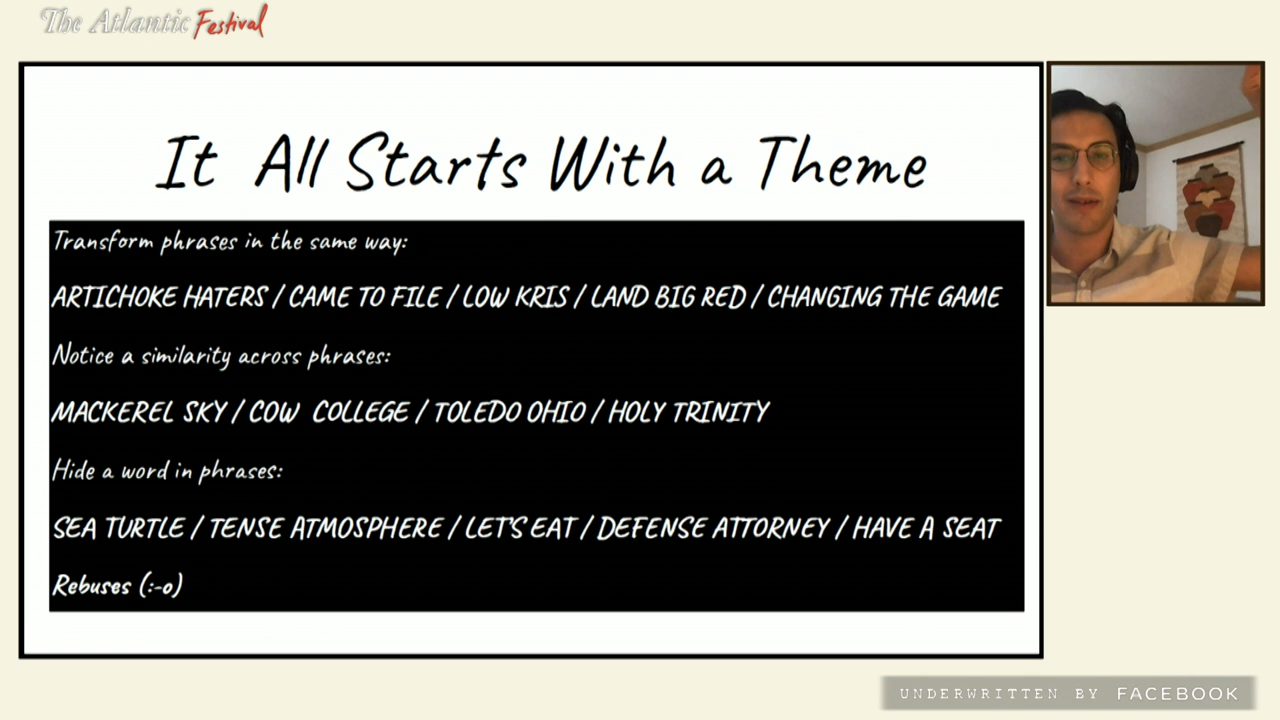 The Atlantic Festival
It All Starts With a Theme
Transform phrases in the same way:
ARTICHOKE HATERS / CAME TO FILE / LOW KRIS / LAND BIG RED / CHANGING THE GAME
Notice a similarity across phrases:
MACKEREL SKY / COW COLLEGE / TOLEDO OHIO / HOLY TRINITY
Hide a word in phrases:
SEA TURTLE / TENSE ATMOSPHERE / LET'S EAT / DEFENSE ATTORNEY / HAVE A SEAT
Rebuses (:-o)
UNDERWRITTEN BY FACEBOOK